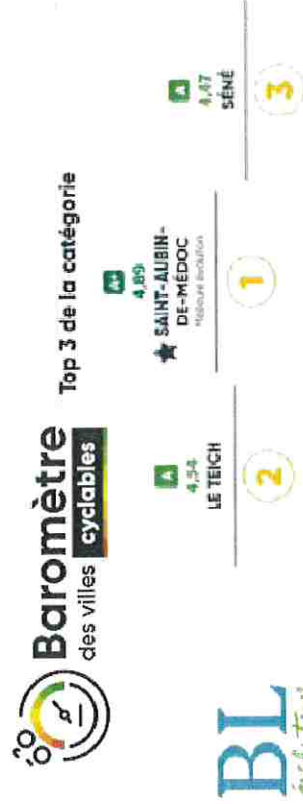 Baromètre
des villes cyclables
Top 3 de la catégorie
A
4,54
LE TEICH
2
A+
4,89
SAINT-AUBIN-
DE-MÉDOC
Meilleure évolution
1
A
4,47
SÉNÉ
3
BL
évolution